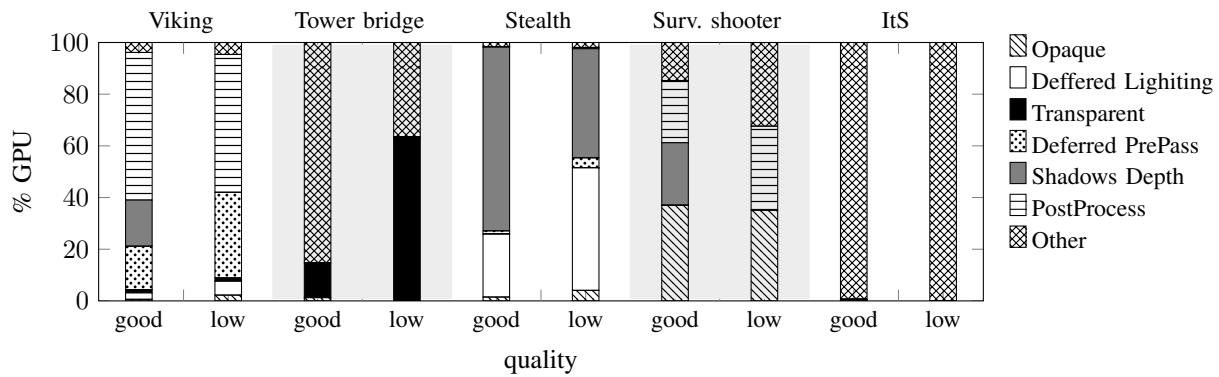 Viking Tower bridge Stealth Surv. shooter ItS
100
80
60
40
20
0
% GPU
good low good low good low good low good low
quality
Opaque
Deffered Lighiting
Transparent
Deferred PrePass
Shadows Depth
PostProcess
Other